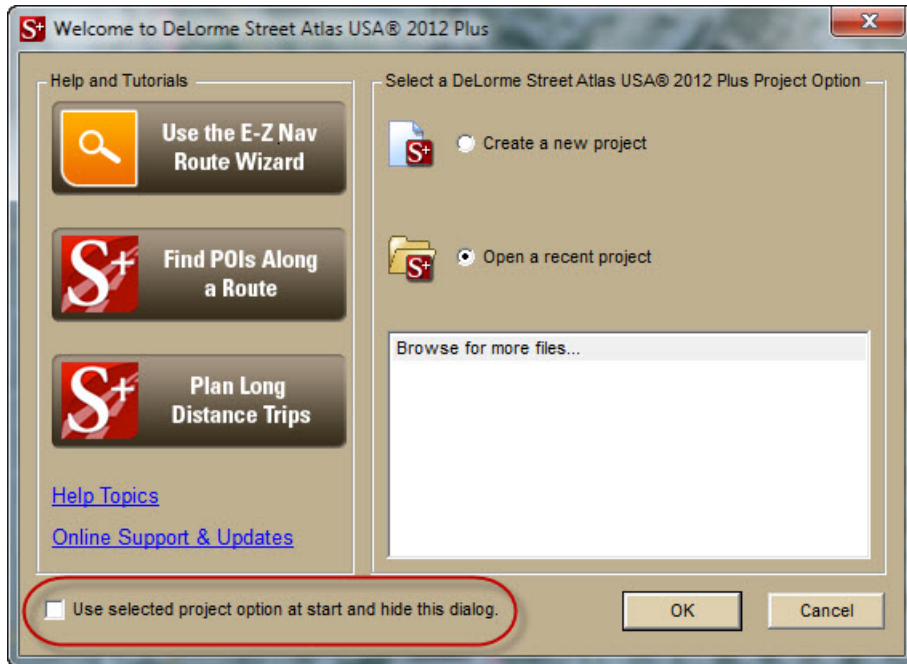 S+ Welcome to DeLorme Street Atlas USA® 2012 Plus
X
Help and Tutorials
Use the E-Z Nav
Route Wizard
S+
Find POIs Along
a Route
S+
Plan Long
Distance Trips
Help Topics
Online Support & Updates
Select a DeLorme Street Atlas USA® 2012 Plus Project Option
S+
Create a new project
S+
Open a recent project
Browse for more files...
Use selected project option at start and hide this dialog.
OK
Cancel